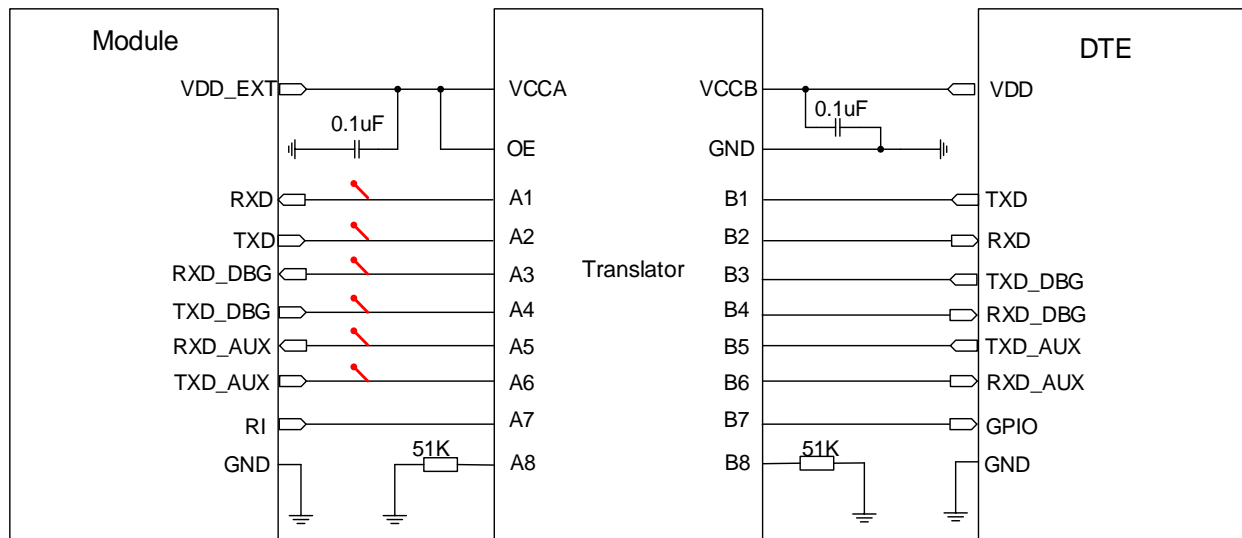 Module
DTE
VDD_EXT
VCCA
VCCB
VDD
0.1uF
0.1uF
OE
GND
RXD
A1
B1
TXD
TXD
A2
B2
RXD
RXD_DBG
A3
Translator
B3
TXD_DBG
TXD_DBG
A4
B4
RXD_DBG
RXD_AUX
A5
B5
TXD_AUX
TXD_AUX
A6
B6
RXD_AUX
RI
A7
B7
GPIO
51K
51K
GND
A8
B8
GND